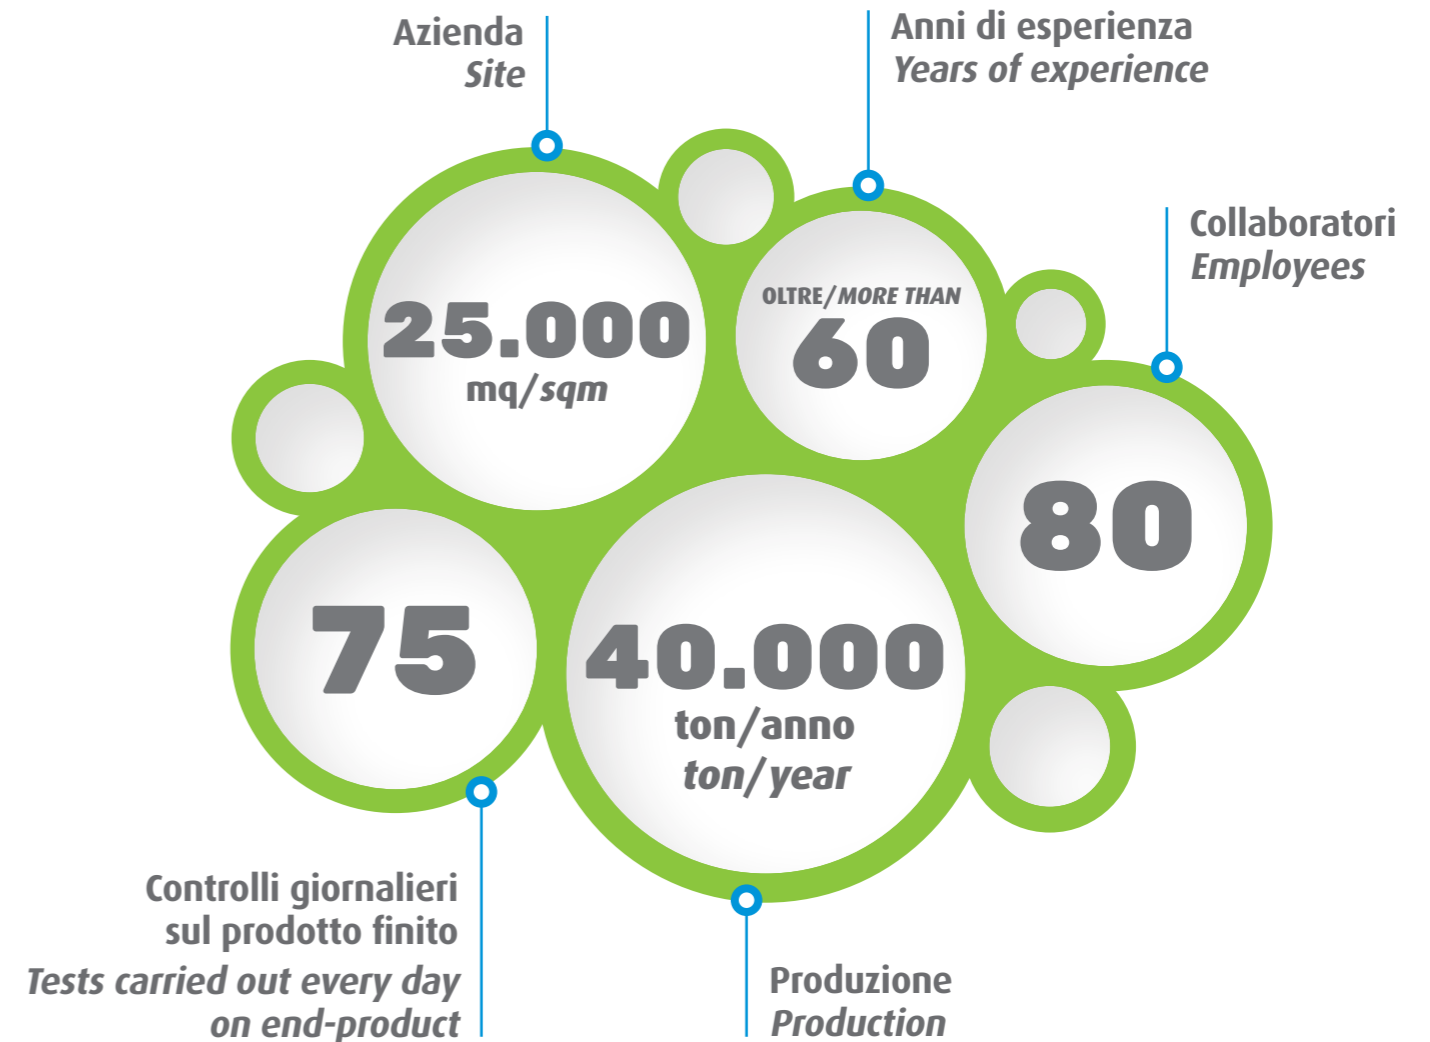 Azienda
Site
Anni di esperienza
Years of experience
Collaboratori
Employees
25.000
mq/sqm
OLTRE/MORE THAN
60
80
75
40.000
ton/anno
ton/year
Controlli giornalieri
sul prodotto finito
Tests carried out every day
on end-product
Produzione
Production